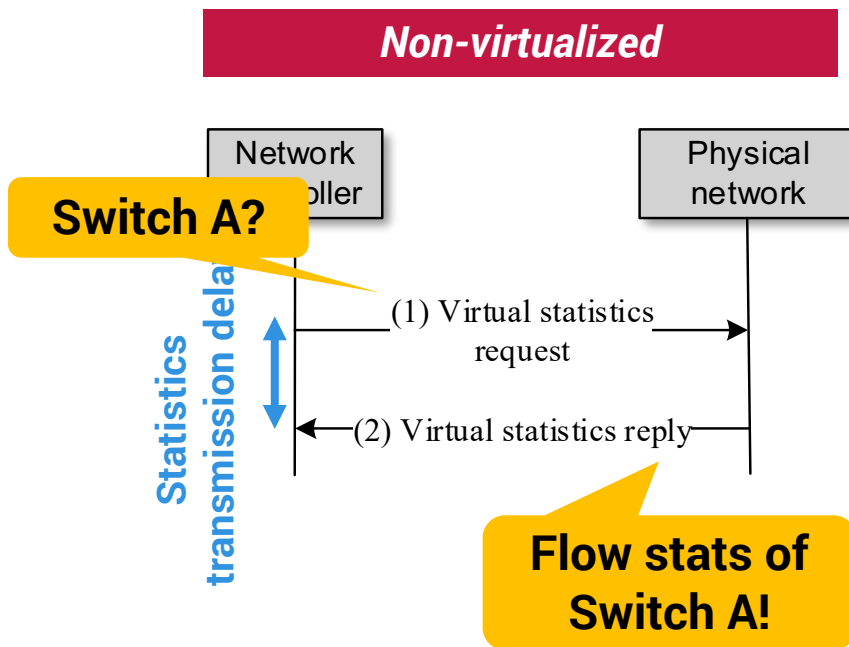 Non-virtualized
Network
oller
Physical
network
Switch A?
Statistics
transmission dela
(1) Virtual statistics
request
(2) Virtual statistics reply
Flow stats of
Switch A!